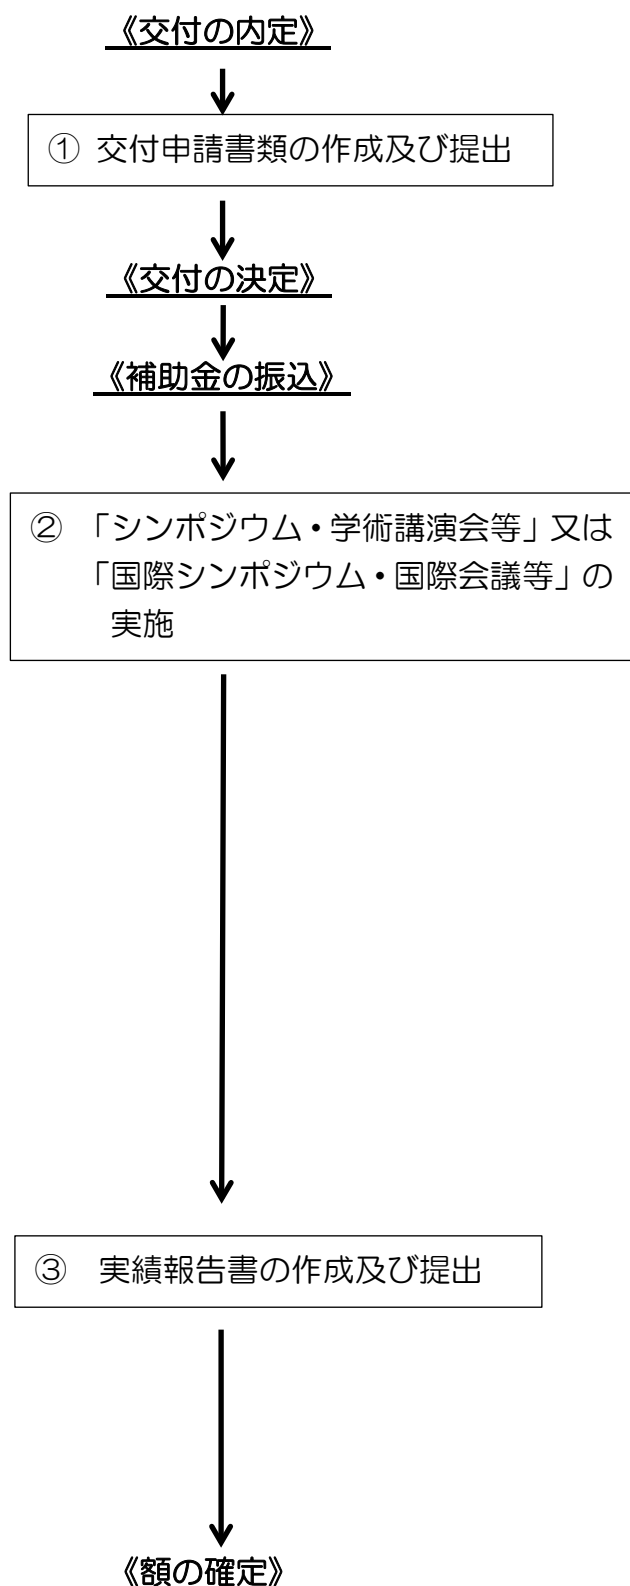 《交付の内定》
① 交付申請書類の作成及び提出
《交付の決定》
《補助金の振込》
② 「シンポジウム・学術講演会等」又は
「国際シンポジウム・国際会議等」の
実施
③ 実績報告書の作成及び提出
《額の確定》